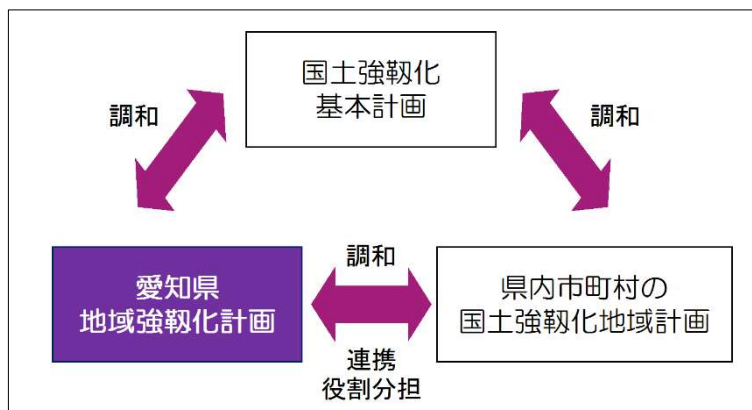 国土強靱化
基本計画
調和
調和
愛知県
地域強靱化計画
調和
連携
役割分担
県内市町村の
国土強靱化地域計画